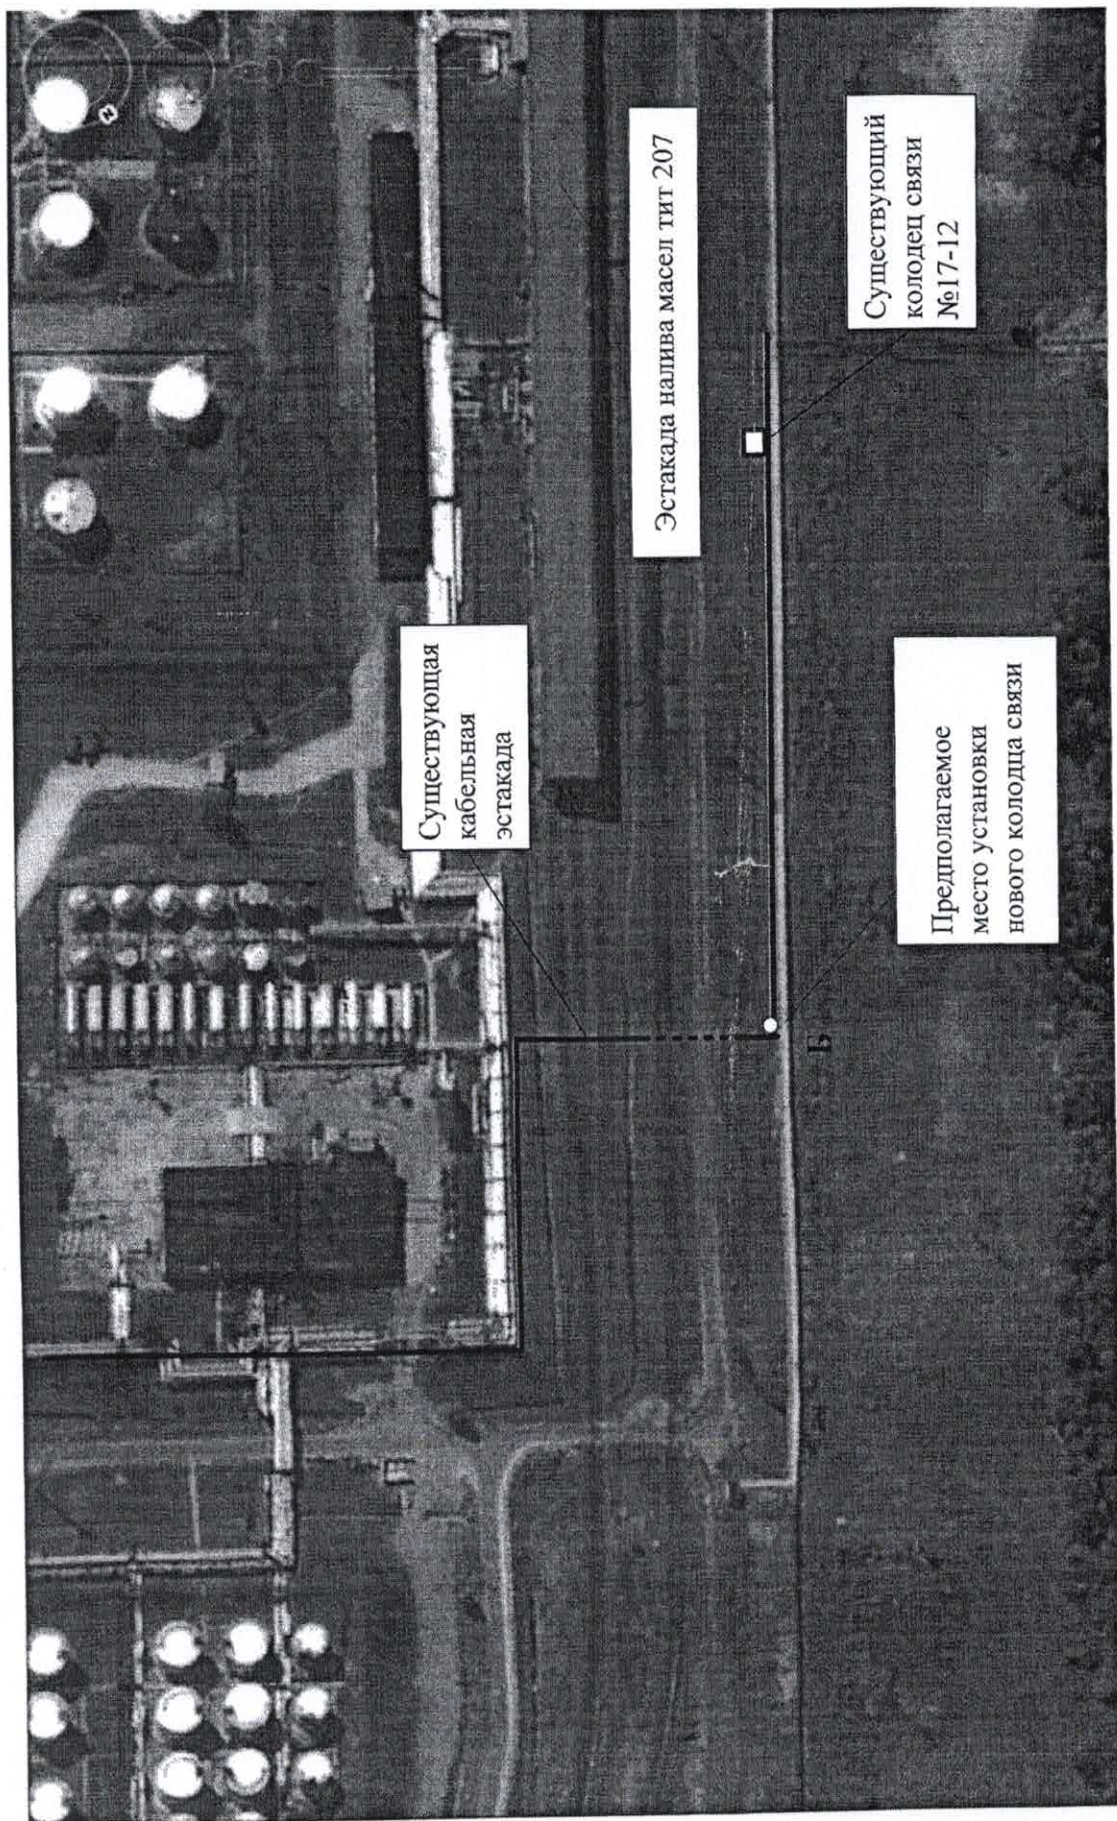 Существующая
кабельная
эстакада
Эстакада налива масел тит 207
Предполагаемое
место установки
нового колодца связи
Существующий
колодец связи
№17-12
Б